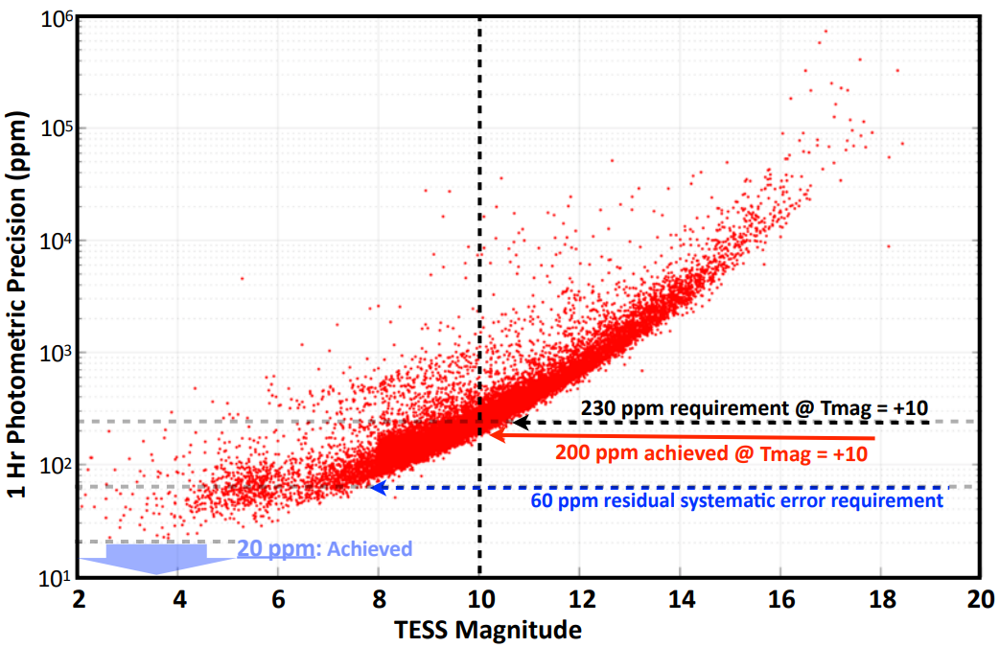 1 Hr Photometric Precision (ppm)
10⁶
10⁵
10⁴
10³
10²
10¹
230 ppm requirement @ Tmag = +10
200 ppm achieved @ Tmag = +10
60 ppm residual systematic error requirement
20 ppm: Achieved
2 4 6 8 10 12 14 16 18 20
TESS Magnitude